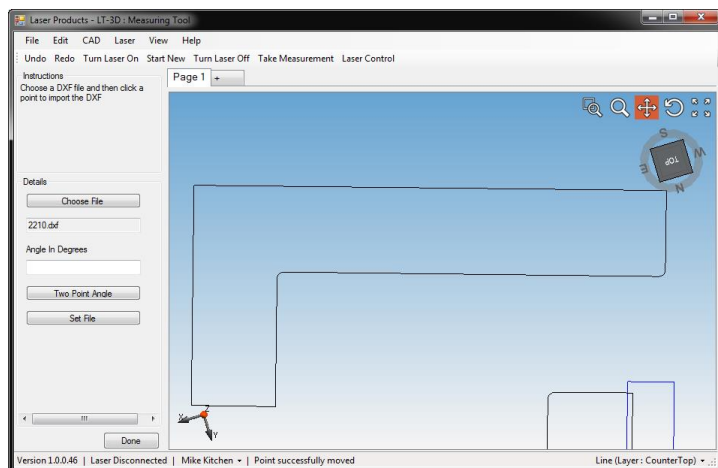 Laser Products - LT-3D : Measuring Tool
File Edit CAD Laser View Help
Undo Redo Turn Laser On Start New Turn Laser Off Take Measurement Laser Control
Instructions
Choose a DXF file and then click a
point to import the DXF
Page 1 +
S
W
E
TOP
N
Details
Choose File
2210.dxf
Angle In Degrees
Two Point Angle
Set File
X
Y
Done
Version 1.0.0.46 | Laser Disconnected | Mike Kitchen | Point successfully moved
Line (Layer : CounterTop)